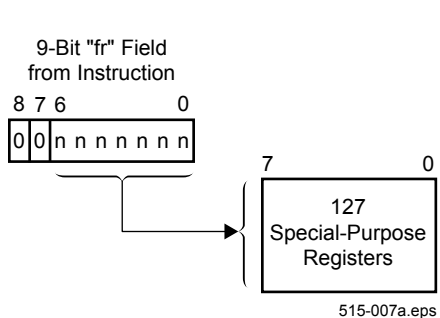 9-Bit "fr" Field
from Instruction
8 7 6 0
0 0 n n n n n n n
7 0
127
Special-Purpose
Registers
515-007a.eps